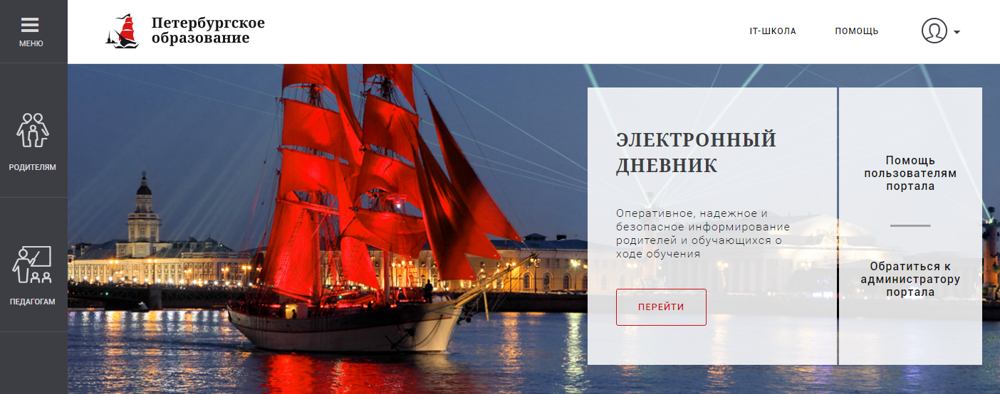 МЕНЮ
РОДИТЕЛЯМ
ПЕДАГОГАМ
Петербургское
образование
IT-ШКОЛА
ПОМОЩЬ
ЭЛЕКТРОННЫЙ
ДНЕВНИК
Оперативное, надежное и
безопасное информирование
родителей и обучающихся о
ходе обучения
ПЕРЕЙТИ
Помощь
пользователям
портала
Обратиться к
администратору
портала